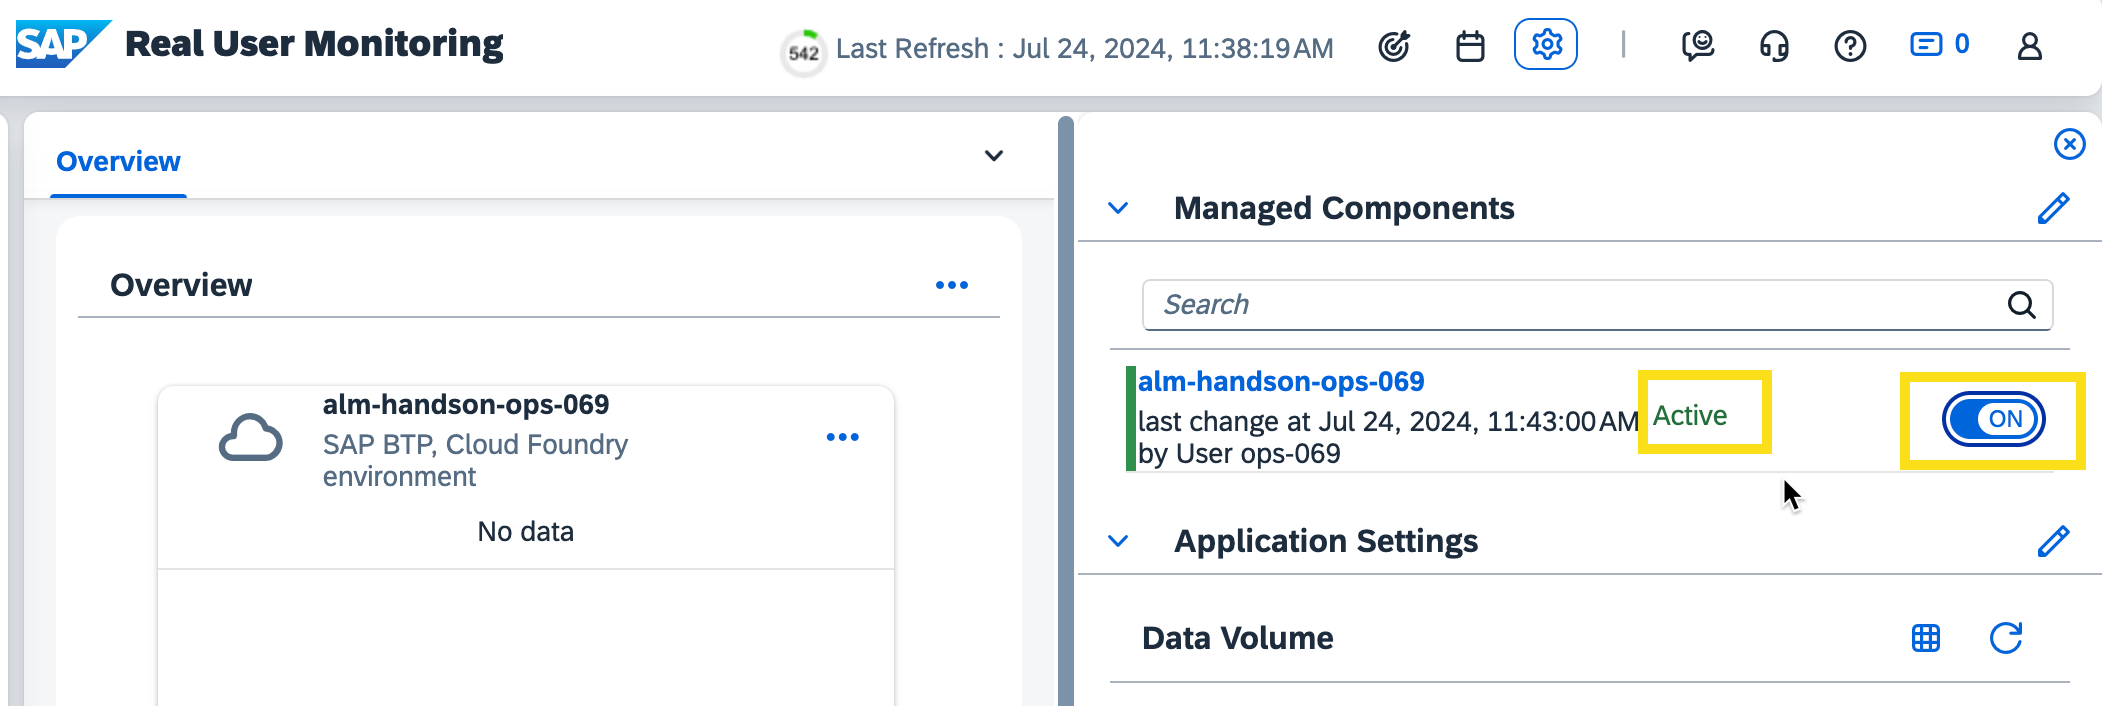 SAP Real User Monitoring
542 Last Refresh : Jul 24, 2024, 11:38:19 AM
0
Overview
Overview
alm-handson-ops-069
SAP BTP, Cloud Foundry
environment
No data
Managed Components
Search
alm-handson-ops-069
last change at Jul 24, 2024, 11:43:00 AM
by User ops-069
Active
ON
Application Settings
Data Volume